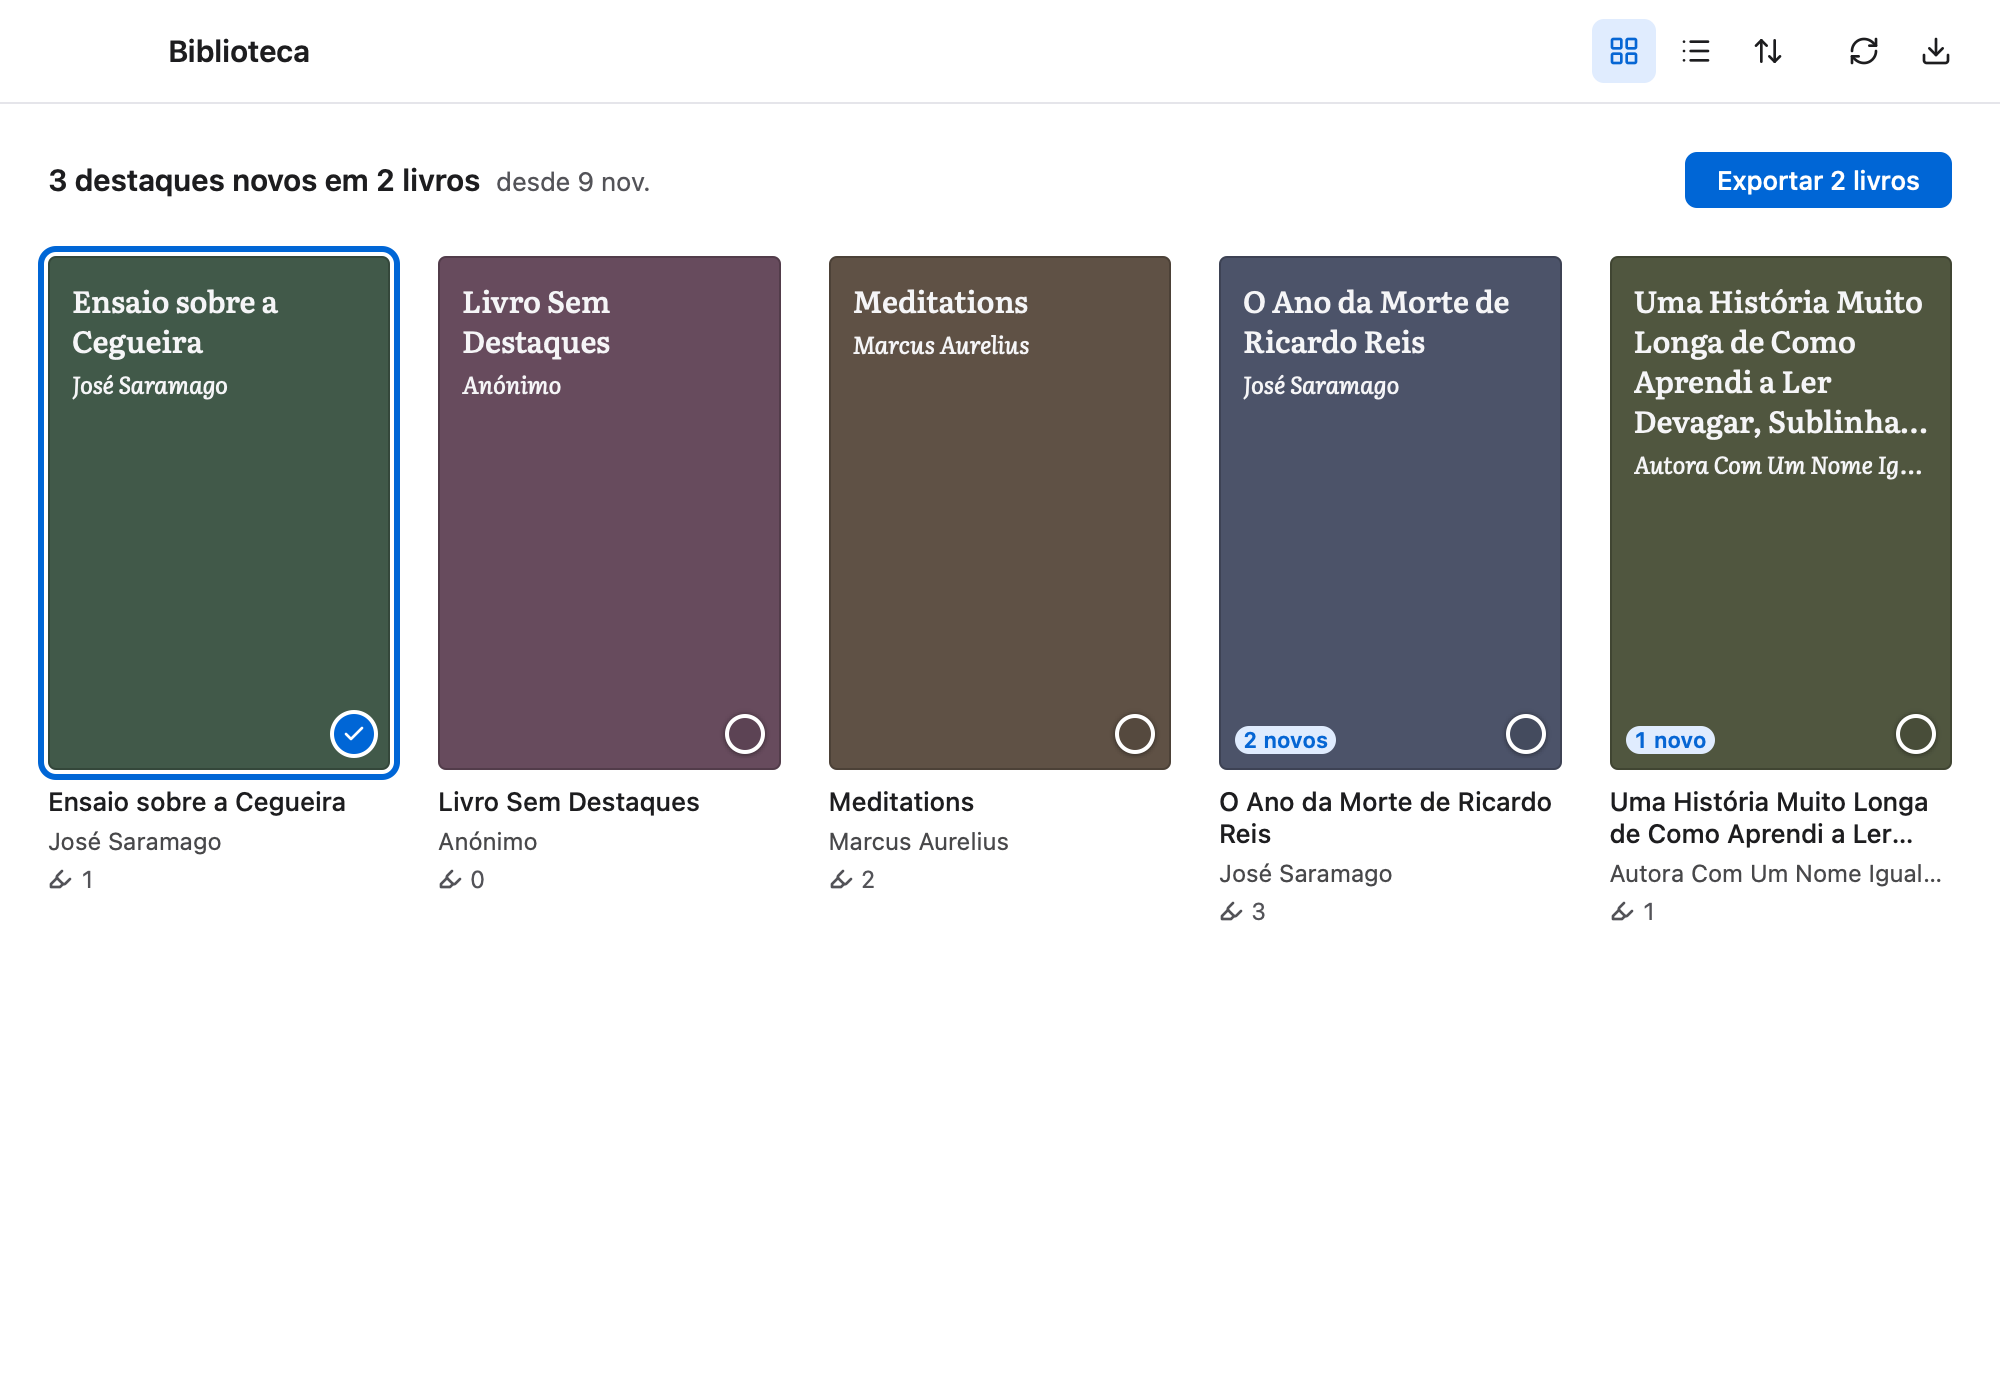 Biblioteca
3 destaques novos em 2 livros desde 9 nov.
Exportar 2 livros
Ensaio sobre a
Cegueira
José Saramago
Livro Sem
Destaques
Anónimo
Meditations
Marcus Aurelius
O Ano da Morte de
Ricardo Reis
José Saramago
2 novos
Uma História Muito
Longa de Como
Aprendi a Ler
Devagar, Sublinha...
Autora Com Um Nome Ig...
1 novo
Ensaio sobre a Cegueira
José Saramago
1
Livro Sem Destaques
Anónimo
0
Meditations
Marcus Aurelius
2
O Ano da Morte de Ricardo
Reis
José Saramago
3
Uma História Muito Longa
de Como Aprendi a Ler...
Autora Com Um Nome Igual...
1